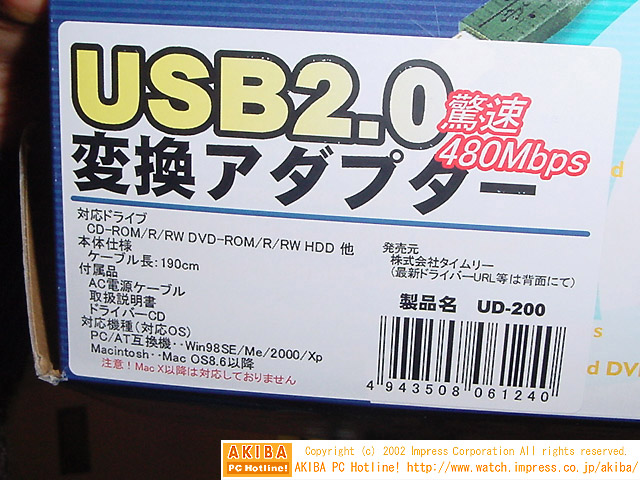 USB2.0
驚速
480Mbps
変換アダプター
対応ドライブ
CD-ROM/R/RW DVD-ROM/R/RW HDD 他
本体仕様
ケーブル長:190cm
付属品
AC電源ケーブル
取扱説明書
ドライバーCD
対応機種(対応OS)
PC/AT互換機‥Win98SE/Me/2000/Xp
Macintosh‥Mac OS8.6以降
注意!Mac X以降は対応しておりません
発売元
株式会社タイムリー
(最新ドライバーURL等は背面にて)
製品名 UD-200
4 943508 061240
d
s
d DV
AKIBA
PC Hotline!
Copyright (c) 2002 Impress Corporation All rights reserved.
AKIBA PC Hotline! http://www.watch.impress.co.jp/akiba/